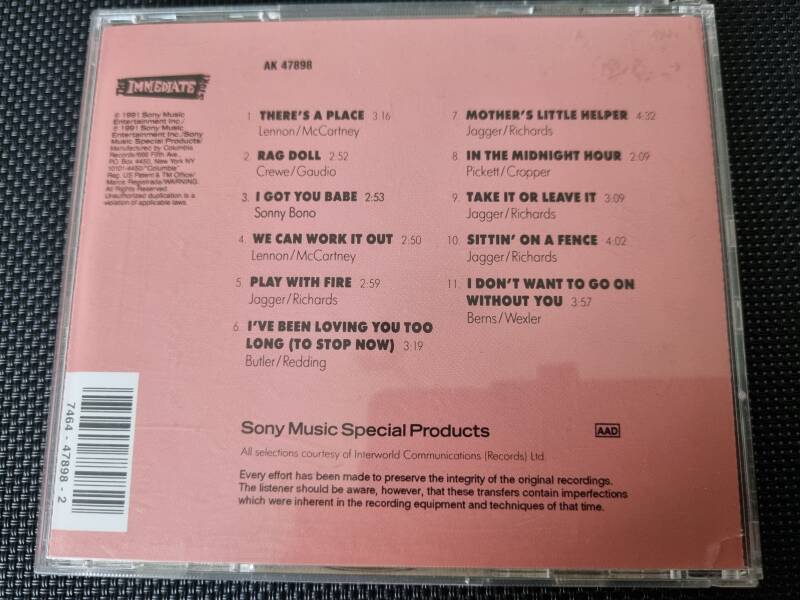 AK 47898
IMMEDIATE
℗ 1991 Sony Music
Entertainment Inc./
© 1991 Sony Music
Entertainment Inc./Sony
Music Special Products/
Manufactured by Columbia
Records/666 Fifth Ave.,
PO Box 4450, New York NY
10101-4450/"Columbia"
Reg. US Patent & TM Office/
Marca Registrada/WARNING:
All Rights Reserved.
Unauthorized duplication is a
violation of applicable laws.
1. THERE'S A PLACE 3:16
Lennon/McCartney
2. RAG DOLL 2:52
Crewe/Gaudio
3. I GOT YOU BABE 2:53
Sonny Bono
4. WE CAN WORK IT OUT 2:50
Lennon/McCartney
5. PLAY WITH FIRE 2:59
Jagger/Richards
6. I'VE BEEN LOVING YOU TOO
LONG (TO STOP NOW) 3:19
Butler/Redding
7. MOTHER'S LITTLE HELPER 4:32
Jagger/Richards
8. IN THE MIDNIGHT HOUR 2:09
Pickett/Cropper
9. TAKE IT OR LEAVE IT 3:09
Jagger/Richards
10. SITTIN' ON A FENCE 4:02
Jagger/Richards
11. I DON'T WANT TO GO ON
WITHOUT YOU 3:57
Berns/Wexler
7464-47898-2
Sony Music Special Products
AAD
All selections courtesy of Interworld Communications (Records) Ltd.
Every effort has been made to preserve the integrity of the original recordings.
The listener should be aware, however, that these transfers contain imperfections
which were inherent in the recording equipment and techniques of that time.